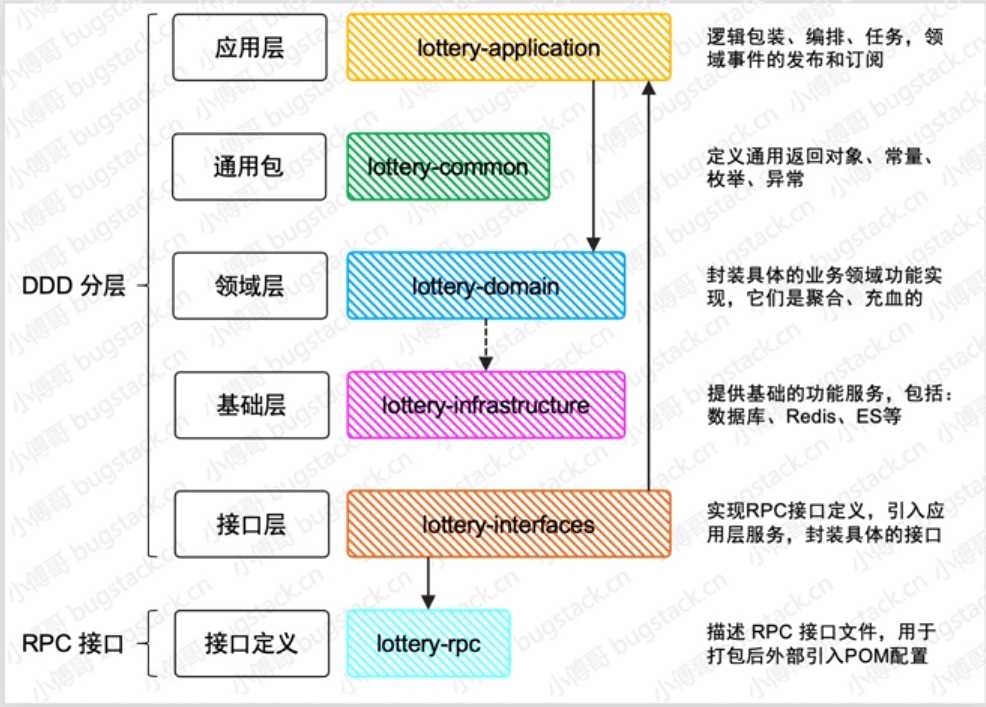 应用层
lottery-application
逻辑包装、编排、任务，领
域事件的发布和订阅
通用包
lottery-common
定义通用返回对象、常量、
枚举、异常
DDD 分层
领域层
lottery-domain
封装具体的业务领域功能实
现，它们是聚合、充血的
基础层
lottery-infrastructure
提供基础的功能服务，包括：
数据库、Redis、ES等
接口层
lottery-interfaces
实现RPC接口定义，引入应
用层服务，封装具体的接口
RPC 接口
接口定义
lottery-rpc
描述 RPC 接口文件，用于
打包后外部引入POM配置
小傅哥 bugstack.cn